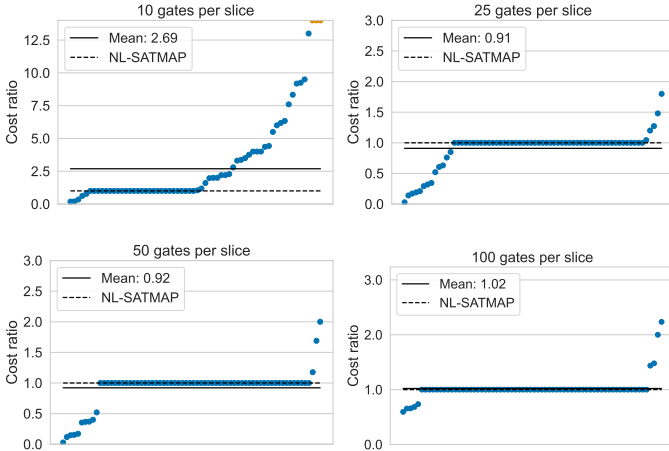 10 gates per slice
Cost ratio
12.5
10.0
7.5
5.0
2.5
0.0
Mean: 2.69
NL-SATMAP
25 gates per slice
Cost ratio
3.0
2.5
2.0
1.5
1.0
0.5
0.0
Mean: 0.91
NL-SATMAP
50 gates per slice
Cost ratio
3.0
2.5
2.0
1.5
1.0
0.5
0.0
Mean: 0.92
NL-SATMAP
100 gates per slice
Cost ratio
3.0
2.0
1.0
0.0
Mean: 1.02
NL-SATMAP